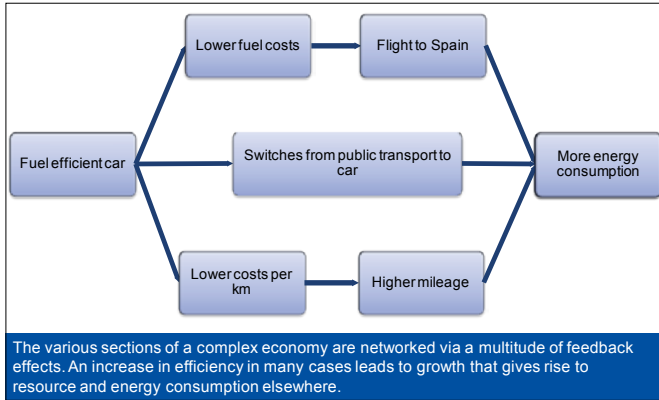 Lower fuel costs
Flight to Spain
Fuel efficient car
Switches from public transport to
car
More energy
consumption
Lower costs per
km
Higher mileage
The various sections of a complex economy are networked via a multitude of feedback
effects. An increase in efficiency in many cases leads to growth that gives rise to
resource and energy consumption elsewhere.